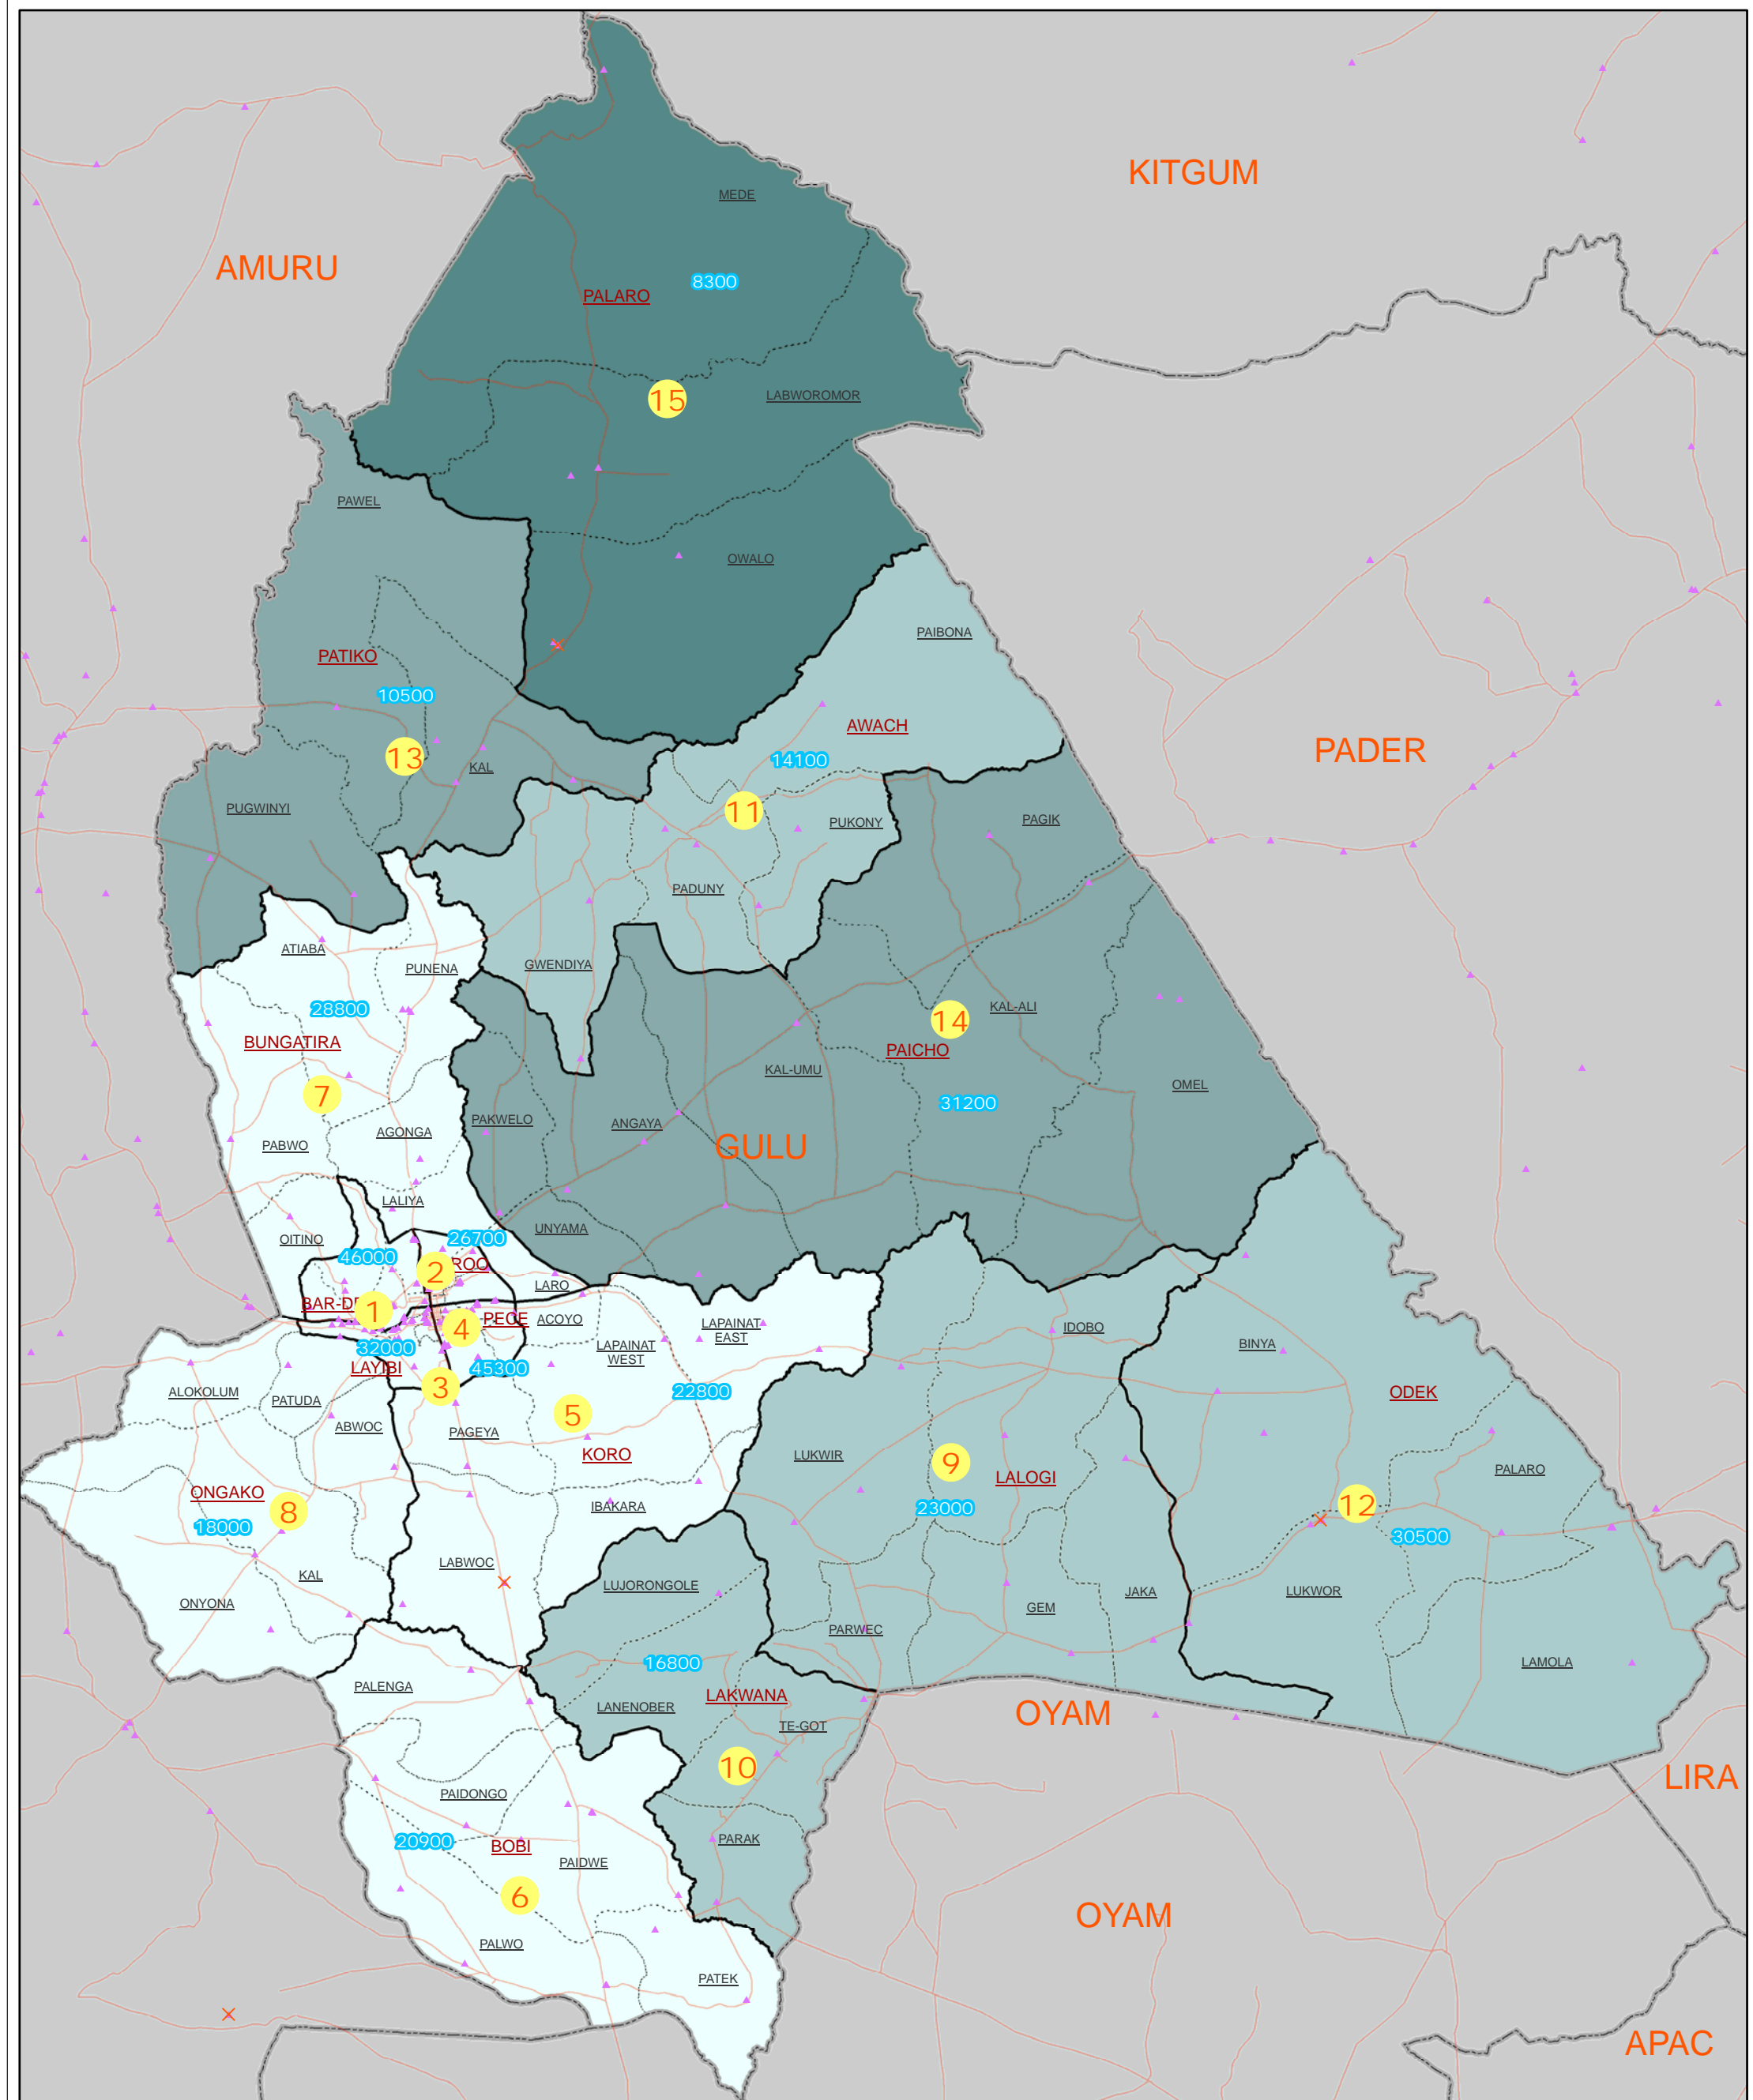 KITGUM
MEDE
AMURU
8300
PALARO
15
LABWOROMOR
PAWEL
OWALO
PAIBONA
PATIKO
10500
AWACH
PADER
13
14100
KAL
PUGWINYI
11
PUKONY
PAGIK
PADUNY
ATIABA
PUNENA
GWENDIYA
28800
KAL-ALI
14
BUNGATIRA
PAICHO
KAL-UMU
7
OMEL
31200
PAKWELO
ANGAYA
AGONGA
PABWO
GULU
LALIYA
UNYAMA
OITINO
26700
46000
2
ROO
LARO
BAR-DE
1
PECE
ACOYO
4
LAPAINAT
EAST
IDOBO
32000
LAPAINAT
WEST
BINYA
LAYIBI
45300
3
22800
ALOKOLUM
PATUDA
ODEK
ABWOC
5
PAGEYA
KORO
LUKWIR
9
LALOGI
PALARO
ONGAKO
8
18000
IBAKARA
23000
12
30500
LABWOC
KAL
LUJORONGOLE
ONYONA
GEM
JAKA
LUKWOR
PARWEC
16800
LAMOLA
PALENGA
LAKWANA
LANENOBER
TE-GOT
OYAM
10
LIRA
PAIDONGO
20900
BOBI
PARAK
PAIDWE
6
OYAM
PALWO
PATEK
APAC